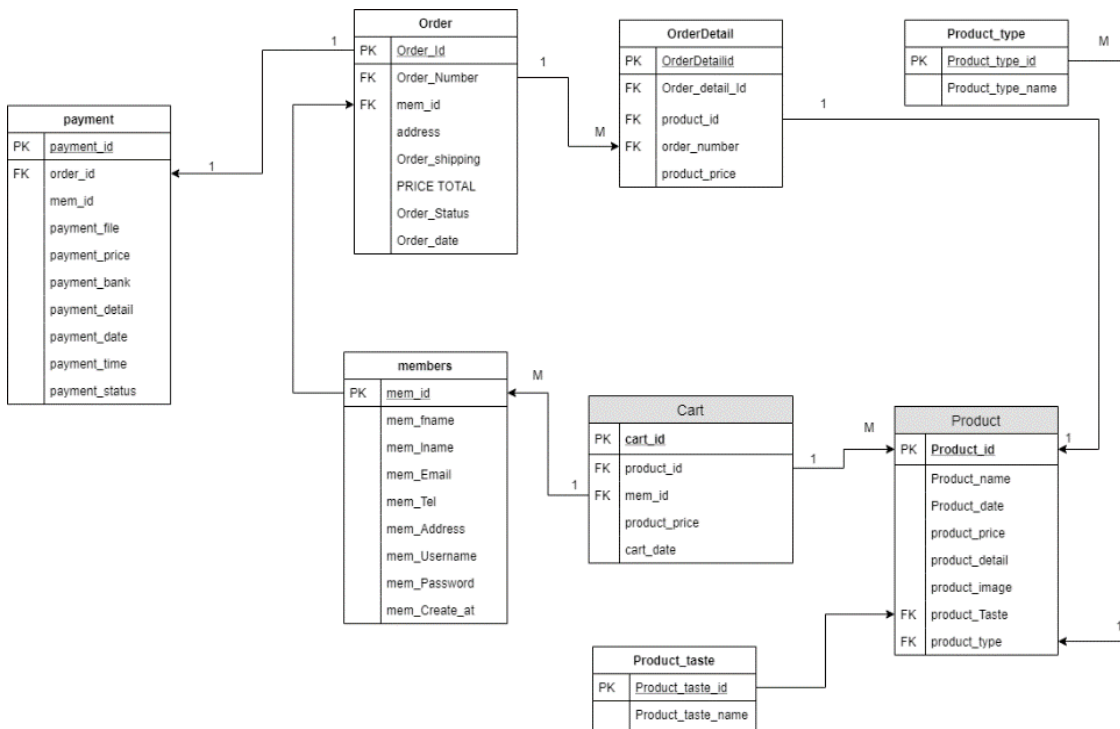 Order
PK Order_Id
FK Order_Number
FK mem_id
address
Order_shipping
PRICE TOTAL
Order_Status
Order_date
OrderDetail
PK OrderDetailid
FK Order_detail_Id
FK product_id
FK order_number
product_price
Product_type
PK Product_type_id
Product_type_name
payment
PK payment_id
FK order_id
mem_id
payment_file
payment_price
payment_bank
payment_detail
payment_date
payment_time
payment_status
members
PK mem_id
mem_fname
mem_lname
mem_Email
mem_Tel
mem_Address
mem_Username
mem_Password
mem_Create_at
Cart
PK cart_id
FK product_id
FK mem_id
product_price
cart_date
Product
PK Product_id
Product_name
Product_date
product_price
product_detail
product_image
FK product_Taste
FK product_type
Product_taste
PK Product_taste_id
Product_taste_name
1
1
1
M
1
1
M
1
M
1
1
M